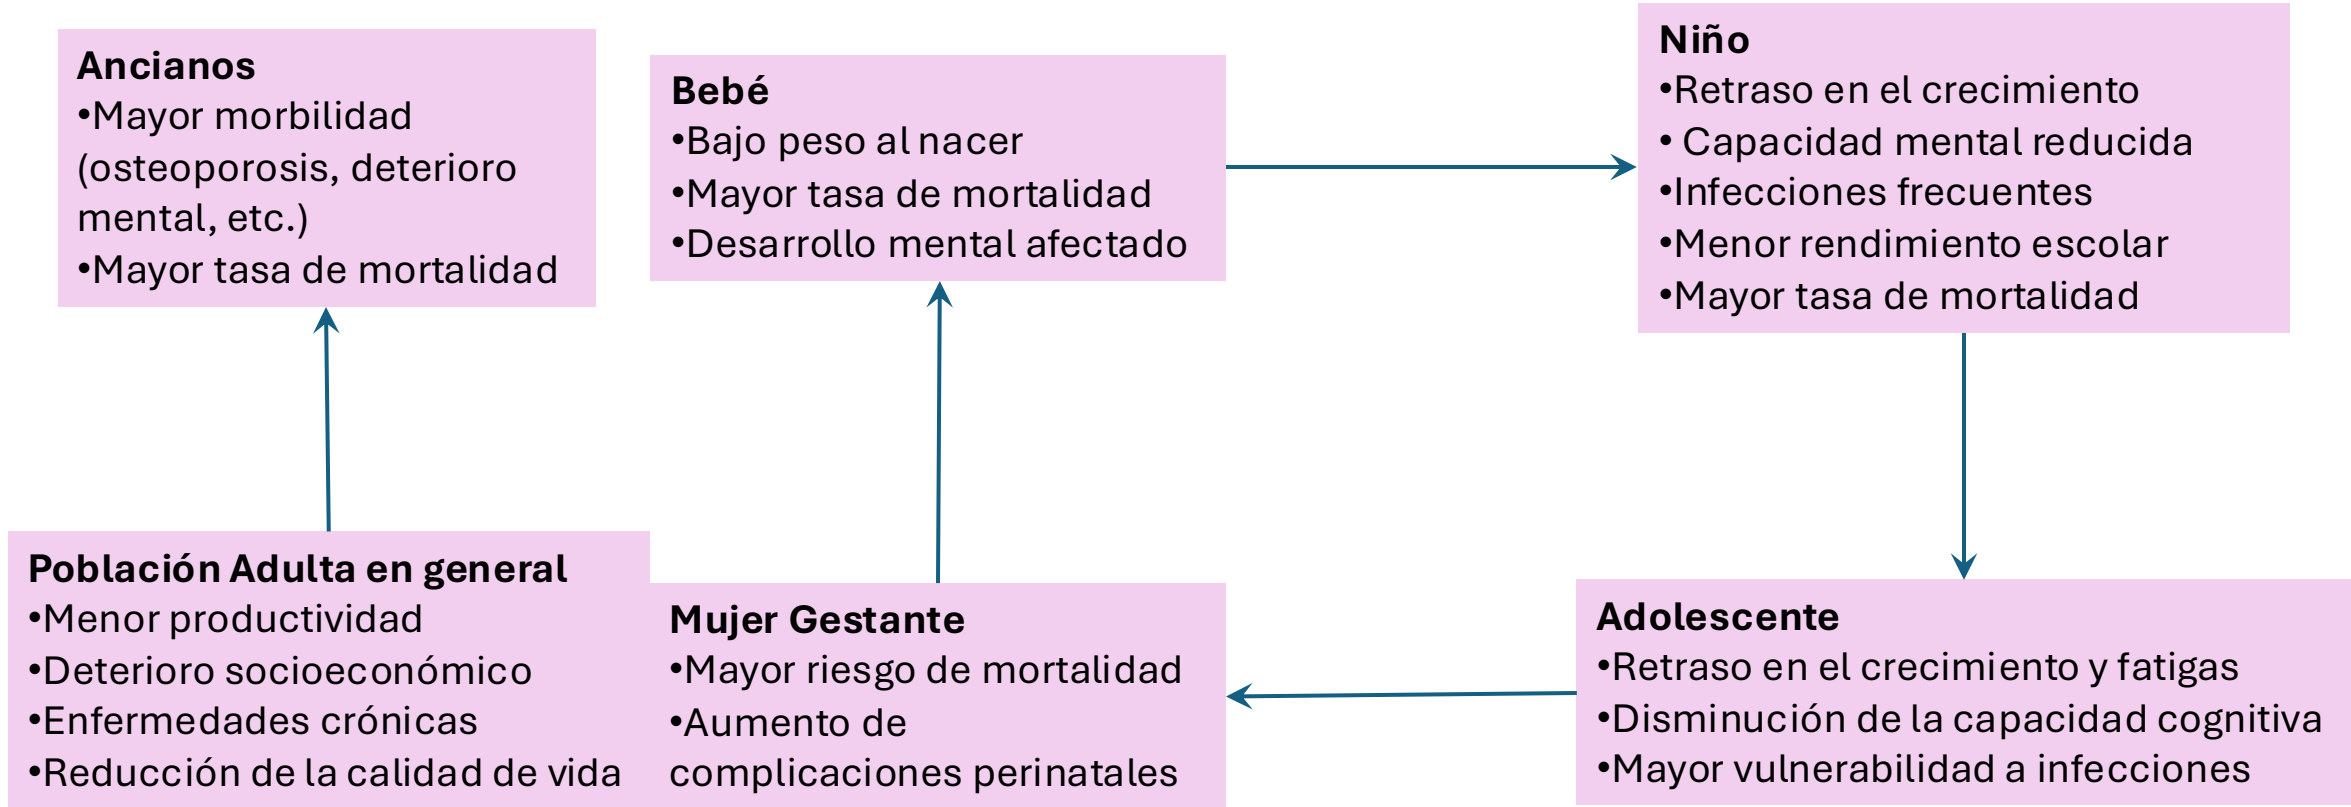 Ancianos
•Mayor morbilidad
(osteoporosis, deterioro
mental, etc.)
•Mayor tasa de mortalidad
Bebé
•Bajo peso al nacer
•Mayor tasa de mortalidad
•Desarrollo mental afectado
Niño
•Retraso en el crecimiento
• Capacidad mental reducida
•Infecciones frecuentes
•Menor rendimiento escolar
•Mayor tasa de mortalidad
Población Adulta en general
•Menor productividad
•Deterioro socioeconómico
•Enfermedades crónicas
•Reducción de la calidad de vida
Mujer Gestante
•Mayor riesgo de mortalidad
•Aumento de
complicaciones perinatales
Adolescente
•Retraso en el crecimiento y fatigas
•Disminución de la capacidad cognitiva
•Mayor vulnerabilidad a infecciones